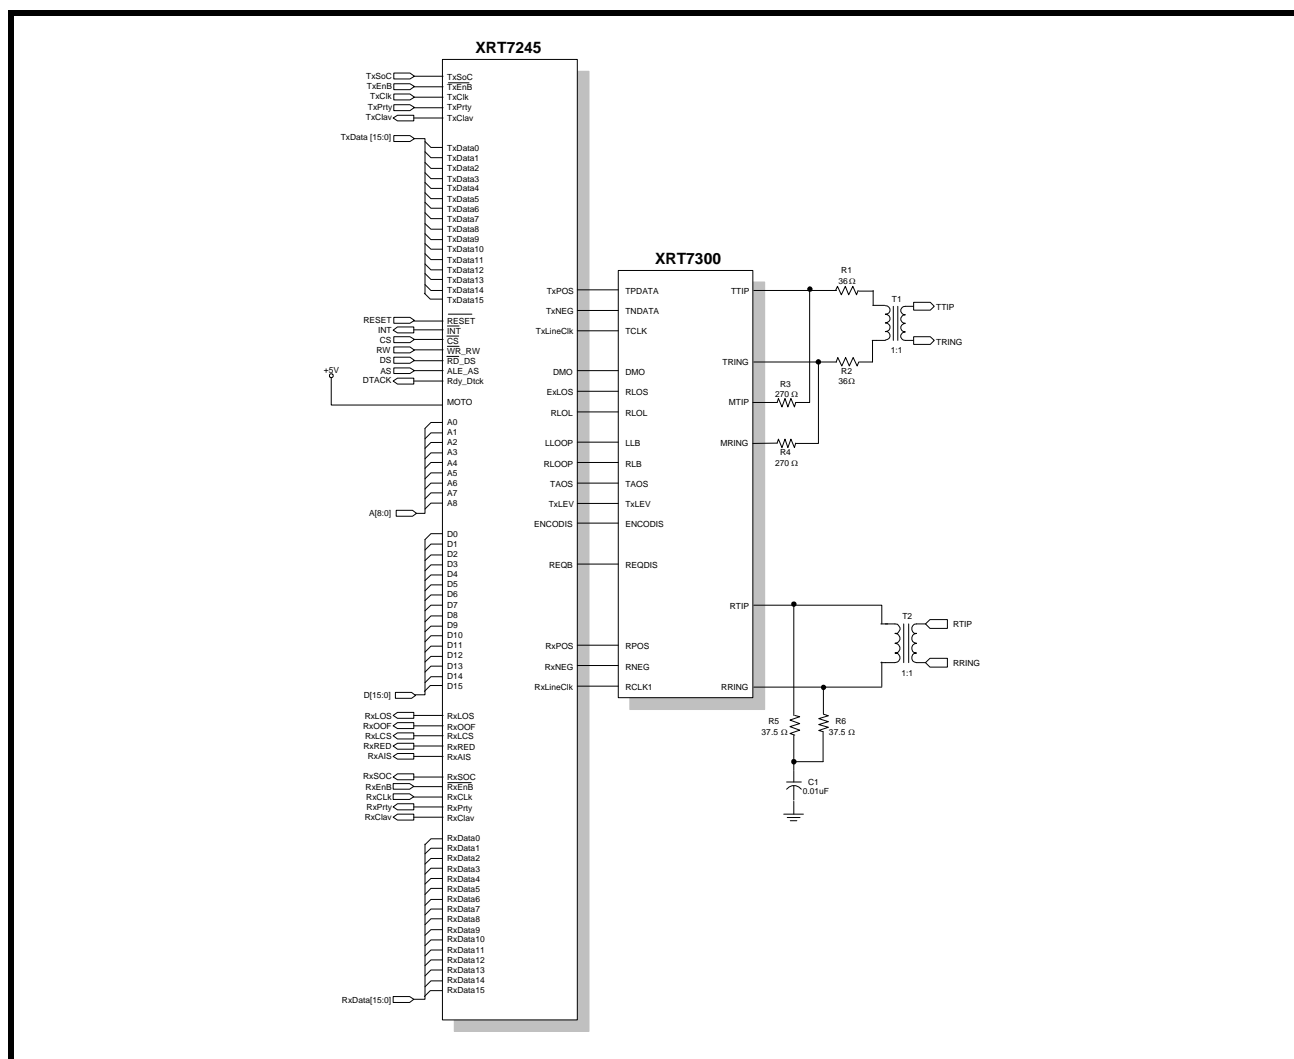 XRT7245
TxSoC TxSoC
TxEnB TxEnB
TxClk TxClk
TxPrty TxPrty
TxClav TxClav
TxData [15:0]
TxData0
TxData1
TxData2
TxData3
TxData4
TxData5
TxData6
TxData7
TxData8
TxData9
TxData10
TxData11
TxData12
TxData13
TxData14
TxData15
RESET RESET
INT INT
CS CS
RW WR_RW
DS RD_DS
AS ALE_AS
DTACK Rdy_Dtck
+5V
MOTO
A0
A1
A2
A3
A4
A5
A6
A7
A8
A[8:0]
D0
D1
D2
D3
D4
D5
D6
D7
D8
D9
D10
D11
D12
D13
D14
D15
D[15:0]
RxLOS RxLOS
RxOOF RxOOF
RxLCS RxLCS
RxRED RxRED
RxAIS RxAIS
RxSOC RxSOC
RxEnB RxEnB
RxCLk RxCLk
RxPrty RxPrty
RxClav RxClav
RxData0
RxData1
RxData2
RxData3
RxData4
RxData5
RxData6
RxData7
RxData8
RxData9
RxData10
RxData11
RxData12
RxData13
RxData14
RxData15
RxData[15:0]
XRT7300
TxPOS TPDATA TTIP
TxNEG TNDATA
TxLineClk TCLK
TRING
DMO DMO
ExLOS RLOS
MTIP
RLOL RLOL
LLOOP LLB MRING
RLOOP RLB
TAOS TAOS
TxLEV TxLEV
ENCODIS ENCODIS
REQB REQDIS
RTIP
RxPOS RPOS
RxNEG RNEG
RxLineClk RCLK1 RRING
R1
36Ω
T1
TTIP
TRING
1:1
R2
36Ω
R3
270 Ω
R4
270 Ω
T2
RTIP
RRING
1:1
R5
37.5 Ω
R6
37.5 Ω
C1
0.01uF